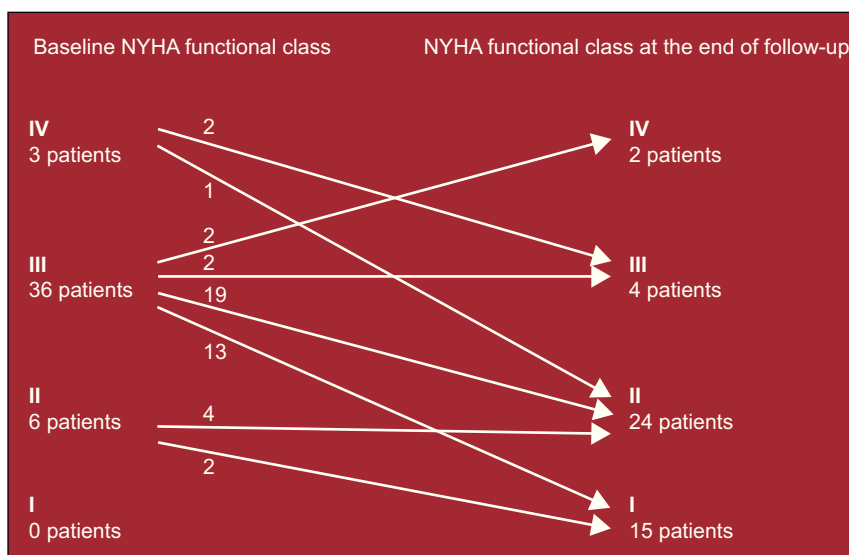 Baseline NYHA functional class
NYHA functional class at the end of follow-up
IV
3 patients
2
1
IV
2 patients
III
36 patients
2
2
19
13
III
4 patients
II
6 patients
4
2
II
24 patients
I
0 patients
I
15 patients